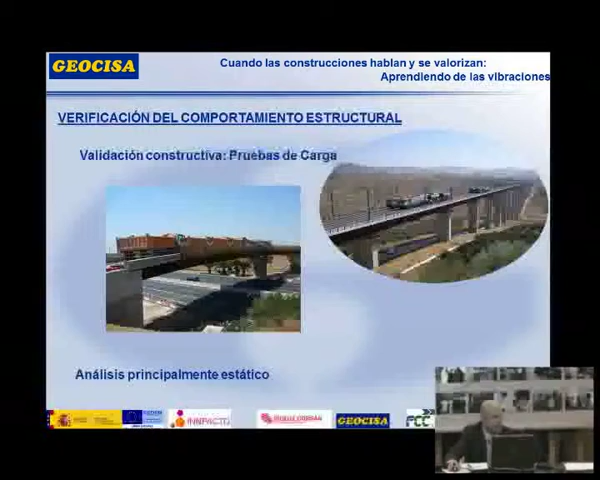 GEOCISA
Cuando las construcciones hablan y se valorizan:
Aprendiendo de las vibraciones
VERIFICACIÓN DEL COMPORTAMIENTO ESTRUCTURAL
Validación constructiva: Pruebas de Carga
Análisis principalmente estático
INNPACTO
GEOCISA
FCC